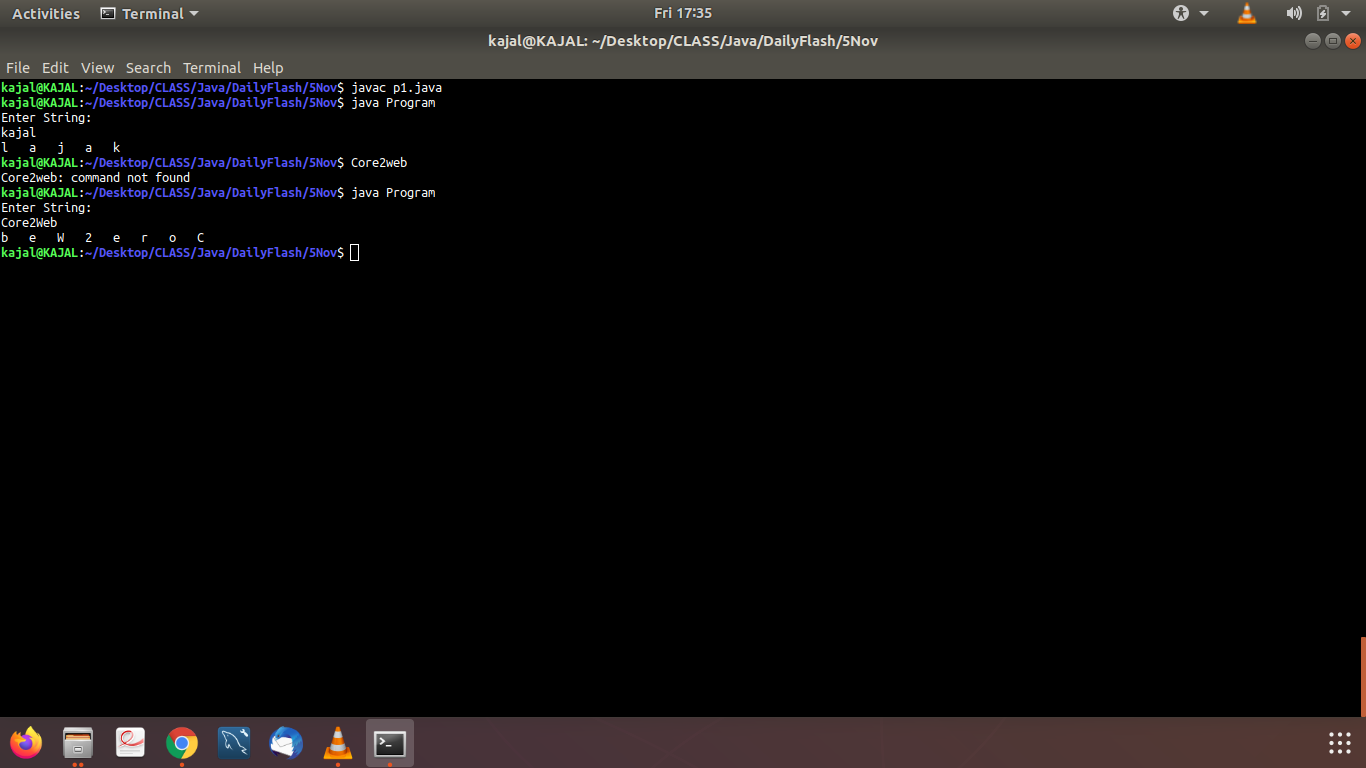 Activities Terminal Fri 17:35
kajal@KAJAL: ~/Desktop/CLASS/Java/DailyFlash/5Nov
File Edit View Search Terminal Help
kajal@KAJAL:~/Desktop/CLASS/Java/DailyFlash/5Nov$ javac p1.java
kajal@KAJAL:~/Desktop/CLASS/Java/DailyFlash/5Nov$ java Program
Enter String:
kajal
l a j a k
kajal@KAJAL:~/Desktop/CLASS/Java/DailyFlash/5Nov$ Core2web
Core2web: command not found
kajal@KAJAL:~/Desktop/CLASS/Java/DailyFlash/5Nov$ java Program
Enter String:
Core2Web
b e W 2 e r o C
kajal@KAJAL:~/Desktop/CLASS/Java/DailyFlash/5Nov$